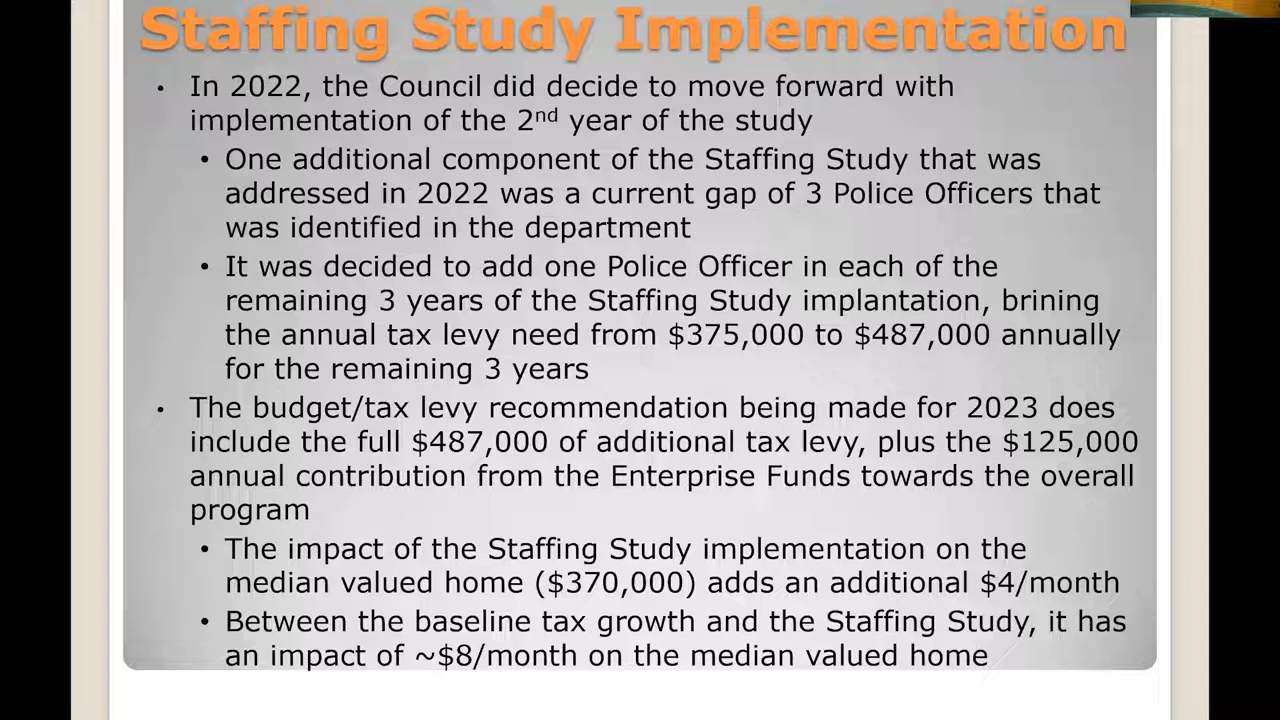 Staffing Study Implementation
• In 2022, the Council did decide to move forward with
implementation of the 2nd year of the study
• One additional component of the Staffing Study that was
addressed in 2022 was a current gap of 3 Police Officers that
was identified in the department
• It was decided to add one Police Officer in each of the
remaining 3 years of the Staffing Study implantation, brining
the annual tax levy need from $375,000 to $487,000 annually
for the remaining 3 years
• The budget/tax levy recommendation being made for 2023 does
include the full $487,000 of additional tax levy, plus the $125,000
annual contribution from the Enterprise Funds towards the overall
program
• The impact of the Staffing Study implementation on the
median valued home ($370,000) adds an additional $4/month
• Between the baseline tax growth and the Staffing Study, it has
an impact of ~$8/month on the median valued home